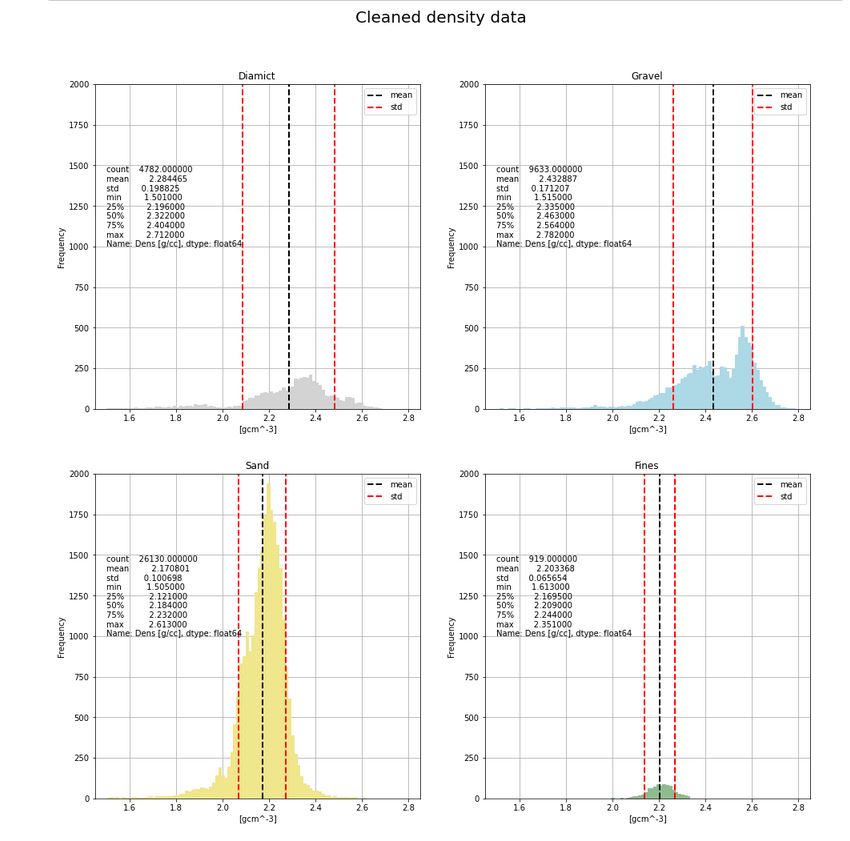 Cleaned density data
Diamict
2000
1750
1500
1250
1000
750
500
250
0
Frequency
mean
std
count 4782.000000
mean 2.284465
std 0.198825
min 1.501000
25% 2.196000
50% 2.322000
75% 2.404000
max 2.712000
Name: Dens [g/cc], dtype: float64
1.6 1.8 2.0 2.2 2.4 2.6 2.8
[gcm^-3]
Gravel
2000
1750
1500
1250
1000
750
500
250
0
Frequency
mean
std
count 9633.000000
mean 2.432887
std 0.171207
min 1.515000
25% 2.335000
50% 2.463000
75% 2.564000
max 2.782000
Name: Dens [g/cc], dtype: float64
1.6 1.8 2.0 2.2 2.4 2.6 2.8
[gcm^-3]
Sand
2000
1750
1500
1250
1000
750
500
250
0
Frequency
mean
std
count 26130.000000
mean 2.170801
std 0.100698
min 1.505000
25% 2.121000
50% 2.184000
75% 2.232000
max 2.613000
Name: Dens [g/cc], dtype: float64
1.6 1.8 2.0 2.2 2.4 2.6 2.8
[gcm^-3]
Fines
2000
1750
1500
1250
1000
750
500
250
0
Frequency
mean
std
count 919.000000
mean 2.203368
std 0.065654
min 1.613000
25% 2.169500
50% 2.209000
75% 2.244000
max 2.351000
Name: Dens [g/cc], dtype: float64
1.6 1.8 2.0 2.2 2.4 2.6 2.8
[gcm^-3]